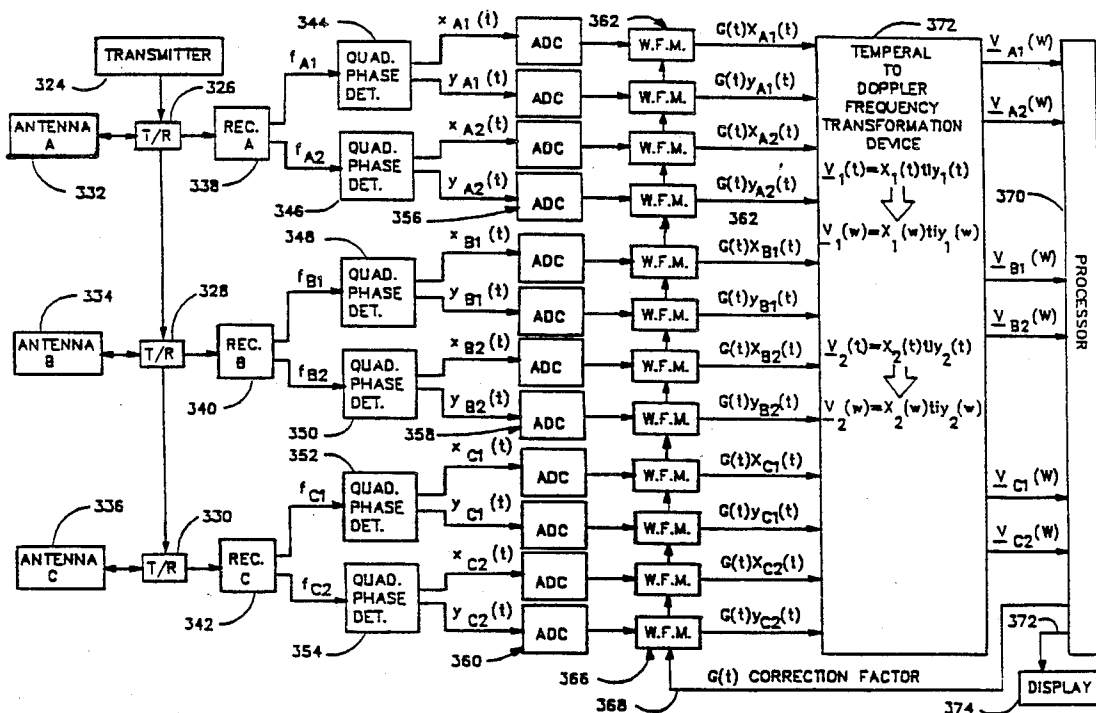 TRANSMITTER
324
326
ANTENNA
A
332
T/R
REC.
A
338
f A1
f A2
344
QUAD.
PHASE
DET.
346
QUAD.
PHASE
DET.
x A1 (t)
y A1 (t)
x A2 (t)
y A2 (t)
356
ADC
ADC
ADC
ADC
362
W.F.M.
W.F.M.
W.F.M.
W.F.M.
362
G(t)X A1 (t)
G(t)y A1 (t)
G(t)X A2 (t)
G(t)y A2 (t)
334
328
ANTENNA
B
T/R
REC.
B
340
f B1
f B2
348
QUAD.
PHASE
DET.
350
QUAD.
PHASE
DET.
x B1 (t)
y B1 (t)
x B2 (t)
y B2 (t)
358
ADC
ADC
ADC
ADC
W.F.M.
W.F.M.
W.F.M.
W.F.M.
G(t)X B1 (t)
G(t)y B1 (t)
G(t)X B2 (t)
G(t)y B2 (t)
336
330
ANTENNA
C
T/R
REC.
C
342
f C1
f C2
352
QUAD.
PHASE
DET.
354
QUAD.
PHASE
DET.
x C1 (t)
y C1 (t)
x C2 (t)
y C2 (t)
360
ADC
ADC
ADC
ADC
W.F.M.
W.F.M.
W.F.M.
W.F.M.
366
368
G(t)X C1 (t)
G(t)y C1 (t)
G(t)X C2 (t)
G(t)y C2 (t)
G(t) CORRECTION FACTOR
372
TEMPERAL
TO
DOPPLER
FREQUENCY
TRANSFORMATION
DEVICE
V 1 (t)=X 1 (t)tiy 1 (t)
V 1 (w)=X 1 (w)tiy 1 (w)
V 2 (t)=X 2 (t)tiy 2 (t)
V 2 (w)=X 2 (w)tiy 2 (w)
V A1 (w)
V A2 (w)
V B1 (w)
V B2 (w)
V C1 (w)
V C2 (w)
370
PROCESSOR
372
DISPLAY
374